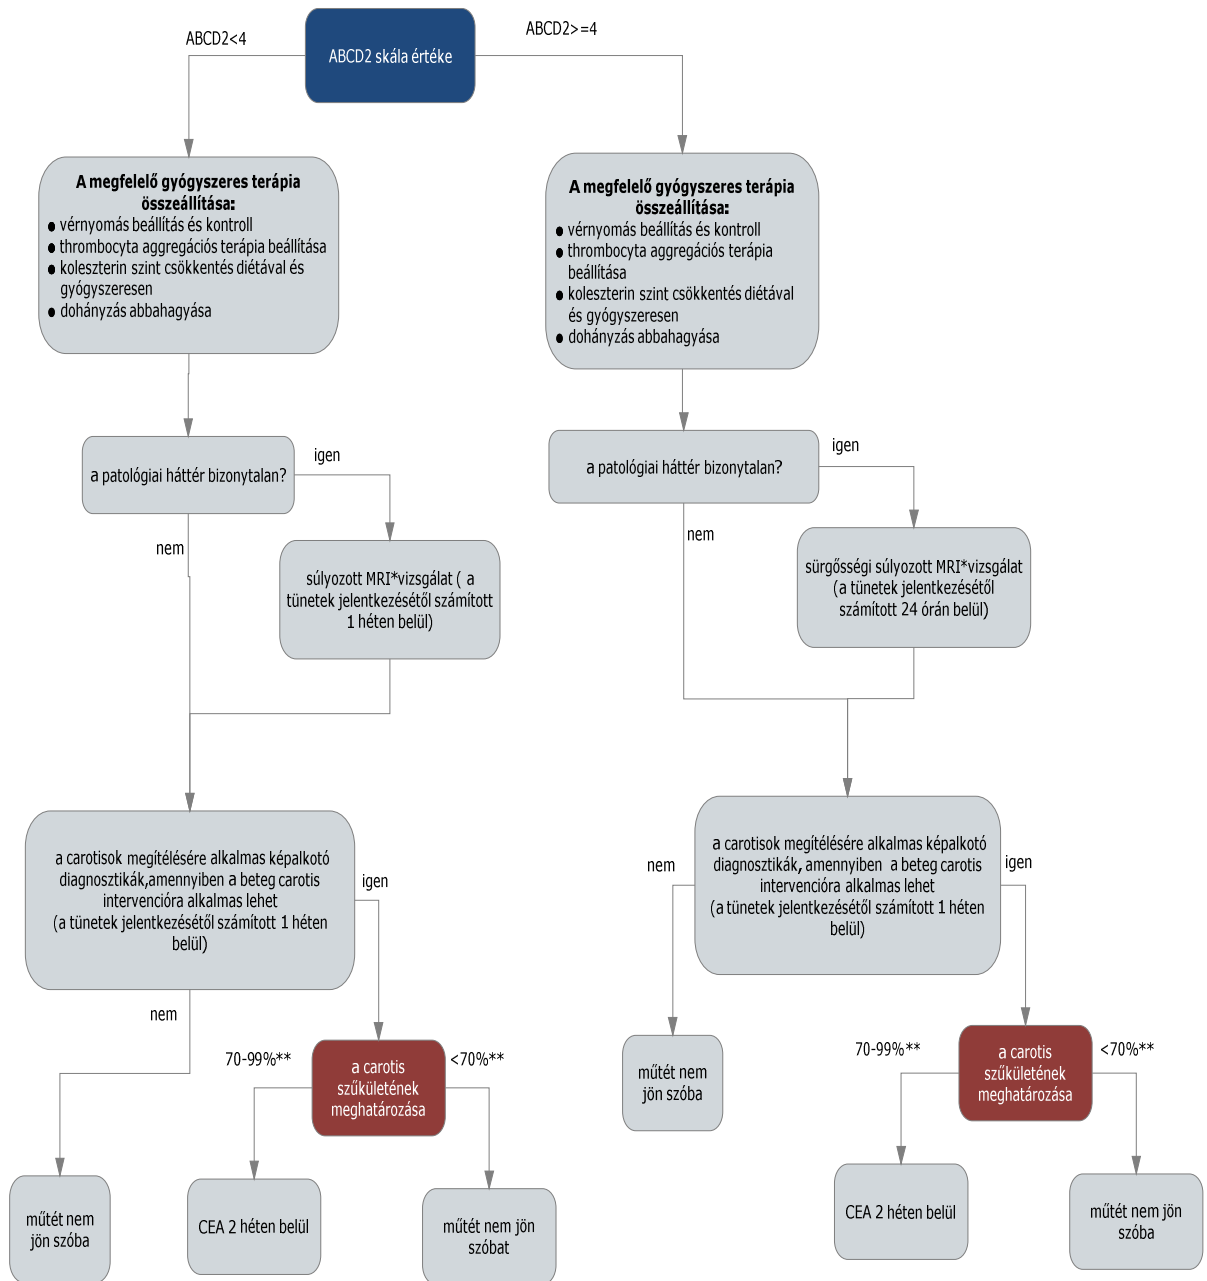 ABCD2<4
ABCD2>=4
ABCD2 skála értéke
A megfelelő gyógyszeres terápia
összeállítása:
● vérnyomás beállítás és kontroll
● thrombocyta aggregációs terápia beállítása
● koleszterin szint csökkentés diétával és
gyógyszeresen
● dohányzás abbahagyása
A megfelelő gyógyszeres terápia
összeállítása:
● vérnyomás beállítás és kontroll
● thrombocyta aggregációs terápia
beállítása
● koleszterin szint csökkentés diétával
és gyógyszeresen
● dohányzás abbahagyása
a patológiai háttér bizonytalan?
igen
nem
súlyozott MRI*vizsgálat ( a
tünetek jelentkezésétől számított
1 héten belül)
a patológiai háttér bizonytalan?
igen
nem
sürgősségi súlyozott MRI*vizsgálat
(a tünetek jelentkezésétől
számított 24 órán belül)
a carotisok megítélésére alkalmas képalkotó
diagnosztikák,amennyiben a beteg carotis
intervencióra alkalmas lehet
(a tünetek jelentkezésétől számított 1 héten
belül)
igen
nem
a carotisok megítélésére alkalmas képalkotó
diagnosztikák, amennyiben a beteg carotis
intervencióra alkalmas lehet
(a tünetek jelentkezésétől számított 1 héten
belül)
nem
igen
70-99%**
a carotis
szűkületének
meghatározása
<70%**
műtét nem
jön szóba
CEA 2 héten belül
műtét nem jön
szóbat
műtét nem
jön szóba
70-99%**
a carotis
szűkületének
meghatározása
<70%**
CEA 2 héten belül
műtét nem jön
szóba